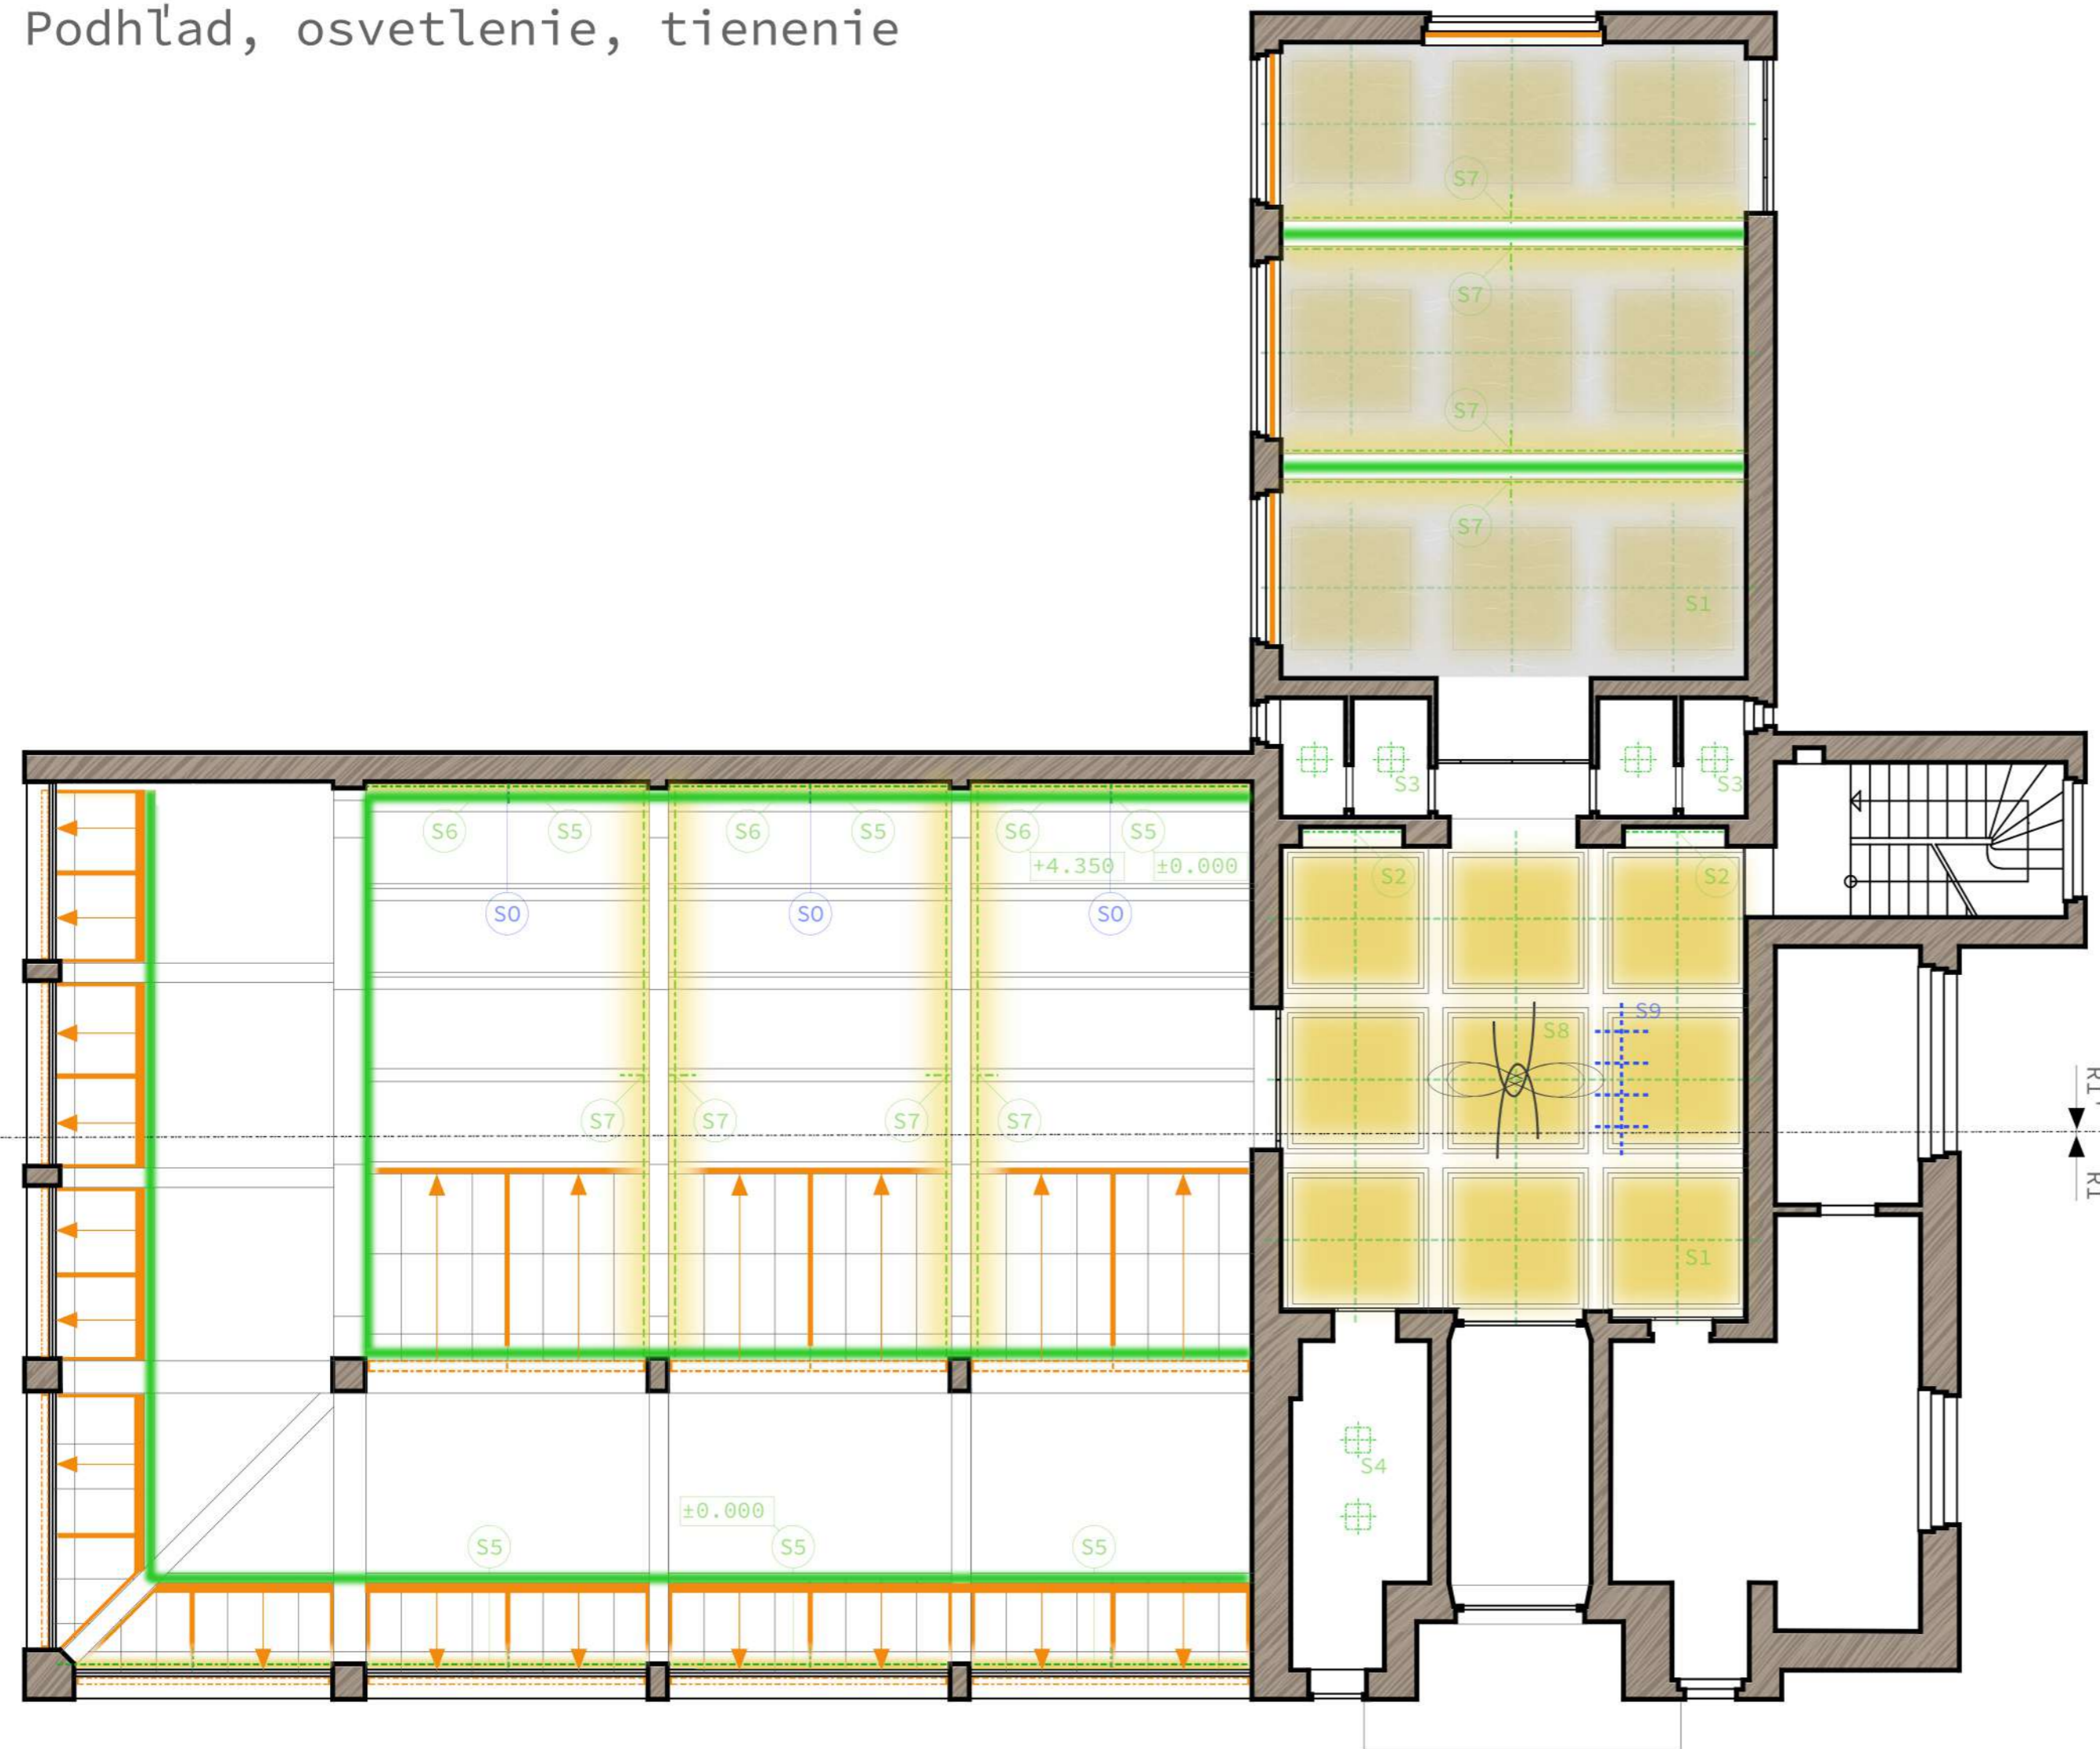 Podhľad, osvetlenie, tienenie
S7
S7
S7
S7
S1
S3
S3
S6
S5
S6
S5
S6
S5
+4.350
±0.000
S2
S2
S0
S0
S0
S9
S8
S7
S7
S7
S7
R1'
R1
S1
S4
±0.000
S5
S5
S5